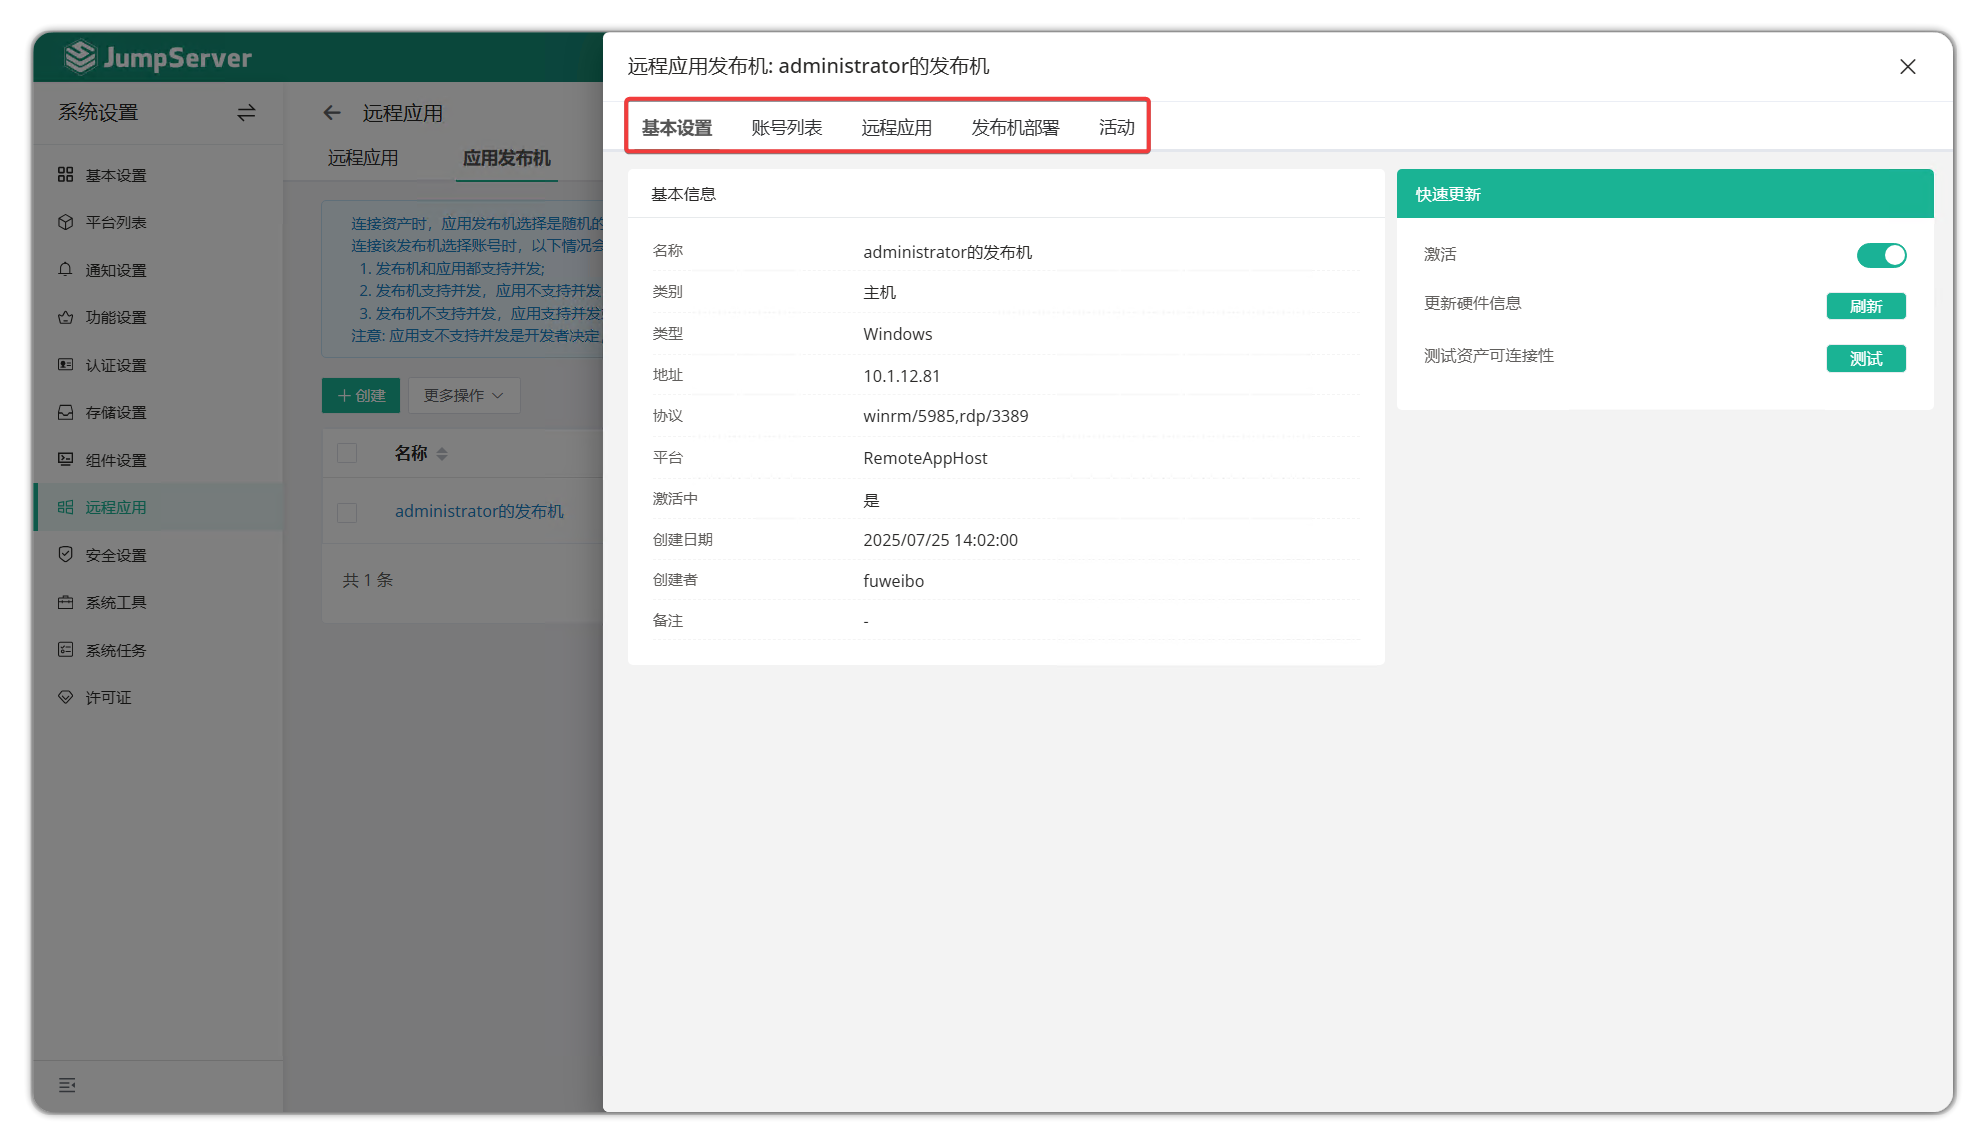 JumpServer
系统设置
基本设置
平台列表
通知设置
功能设置
认证设置
存储设置
组件设置
远程应用
安全设置
系统工具
系统任务
许可证
远程应用
远程应用 应用发布机
连接资产时，应用发布机选择是随机的
连接该发布机选择账号时，以下情况会
1. 发布机和应用都支持并发;
2. 发布机支持并发，应用不支持并发
3. 发布机不支持并发，应用支持并发
注意: 应用支不支持并发是开发者决定
创建 更多操作
名称
administrator的发布机
共 1 条
远程应用发布机: administrator的发布机
基本设置 账号列表 远程应用 发布机部署 活动
基本信息
名称 administrator的发布机
类别 主机
类型 Windows
地址 10.1.12.81
协议 winrm/5985,rdp/3389
平台 RemoteAppHost
激活中 是
创建日期 2025/07/25 14:02:00
创建者 fuweibo
备注 -
快速更新
激活
更新硬件信息 刷新
测试资产可连接性 测试